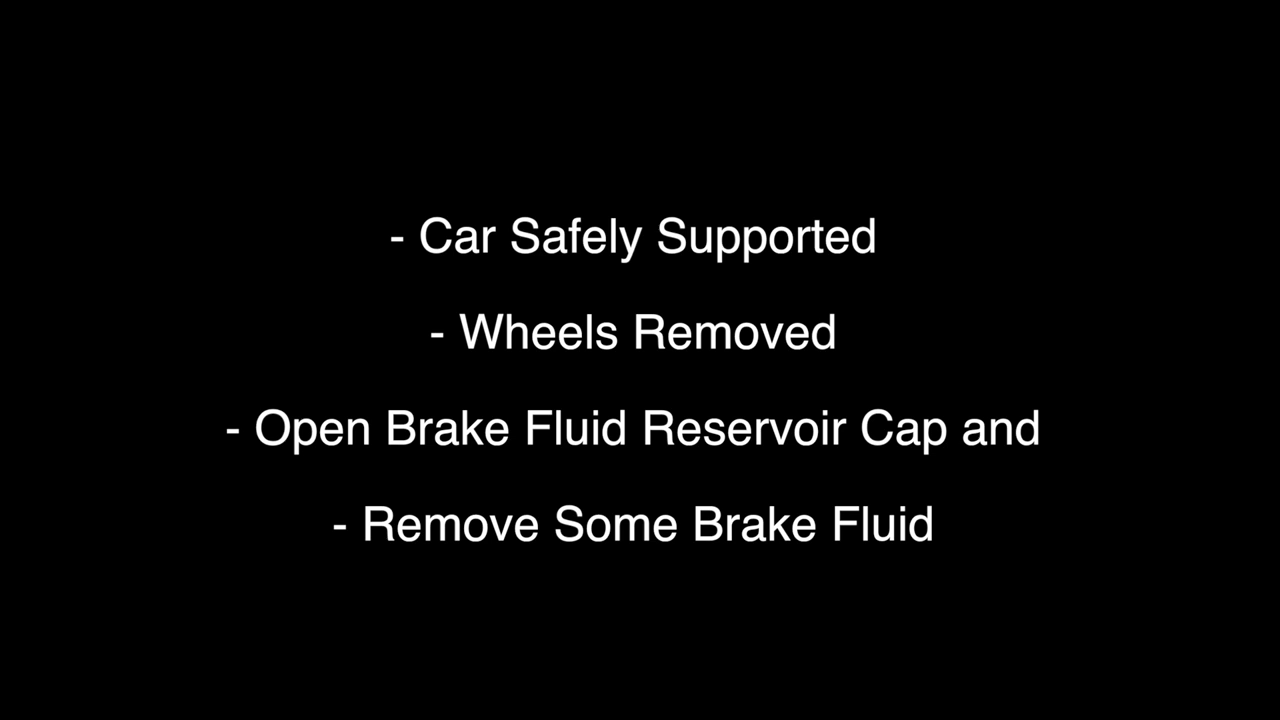 - Car Safely Supported
- Wheels Removed
- Open Brake Fluid Reservoir Cap and
- Remove Some Brake Fluid